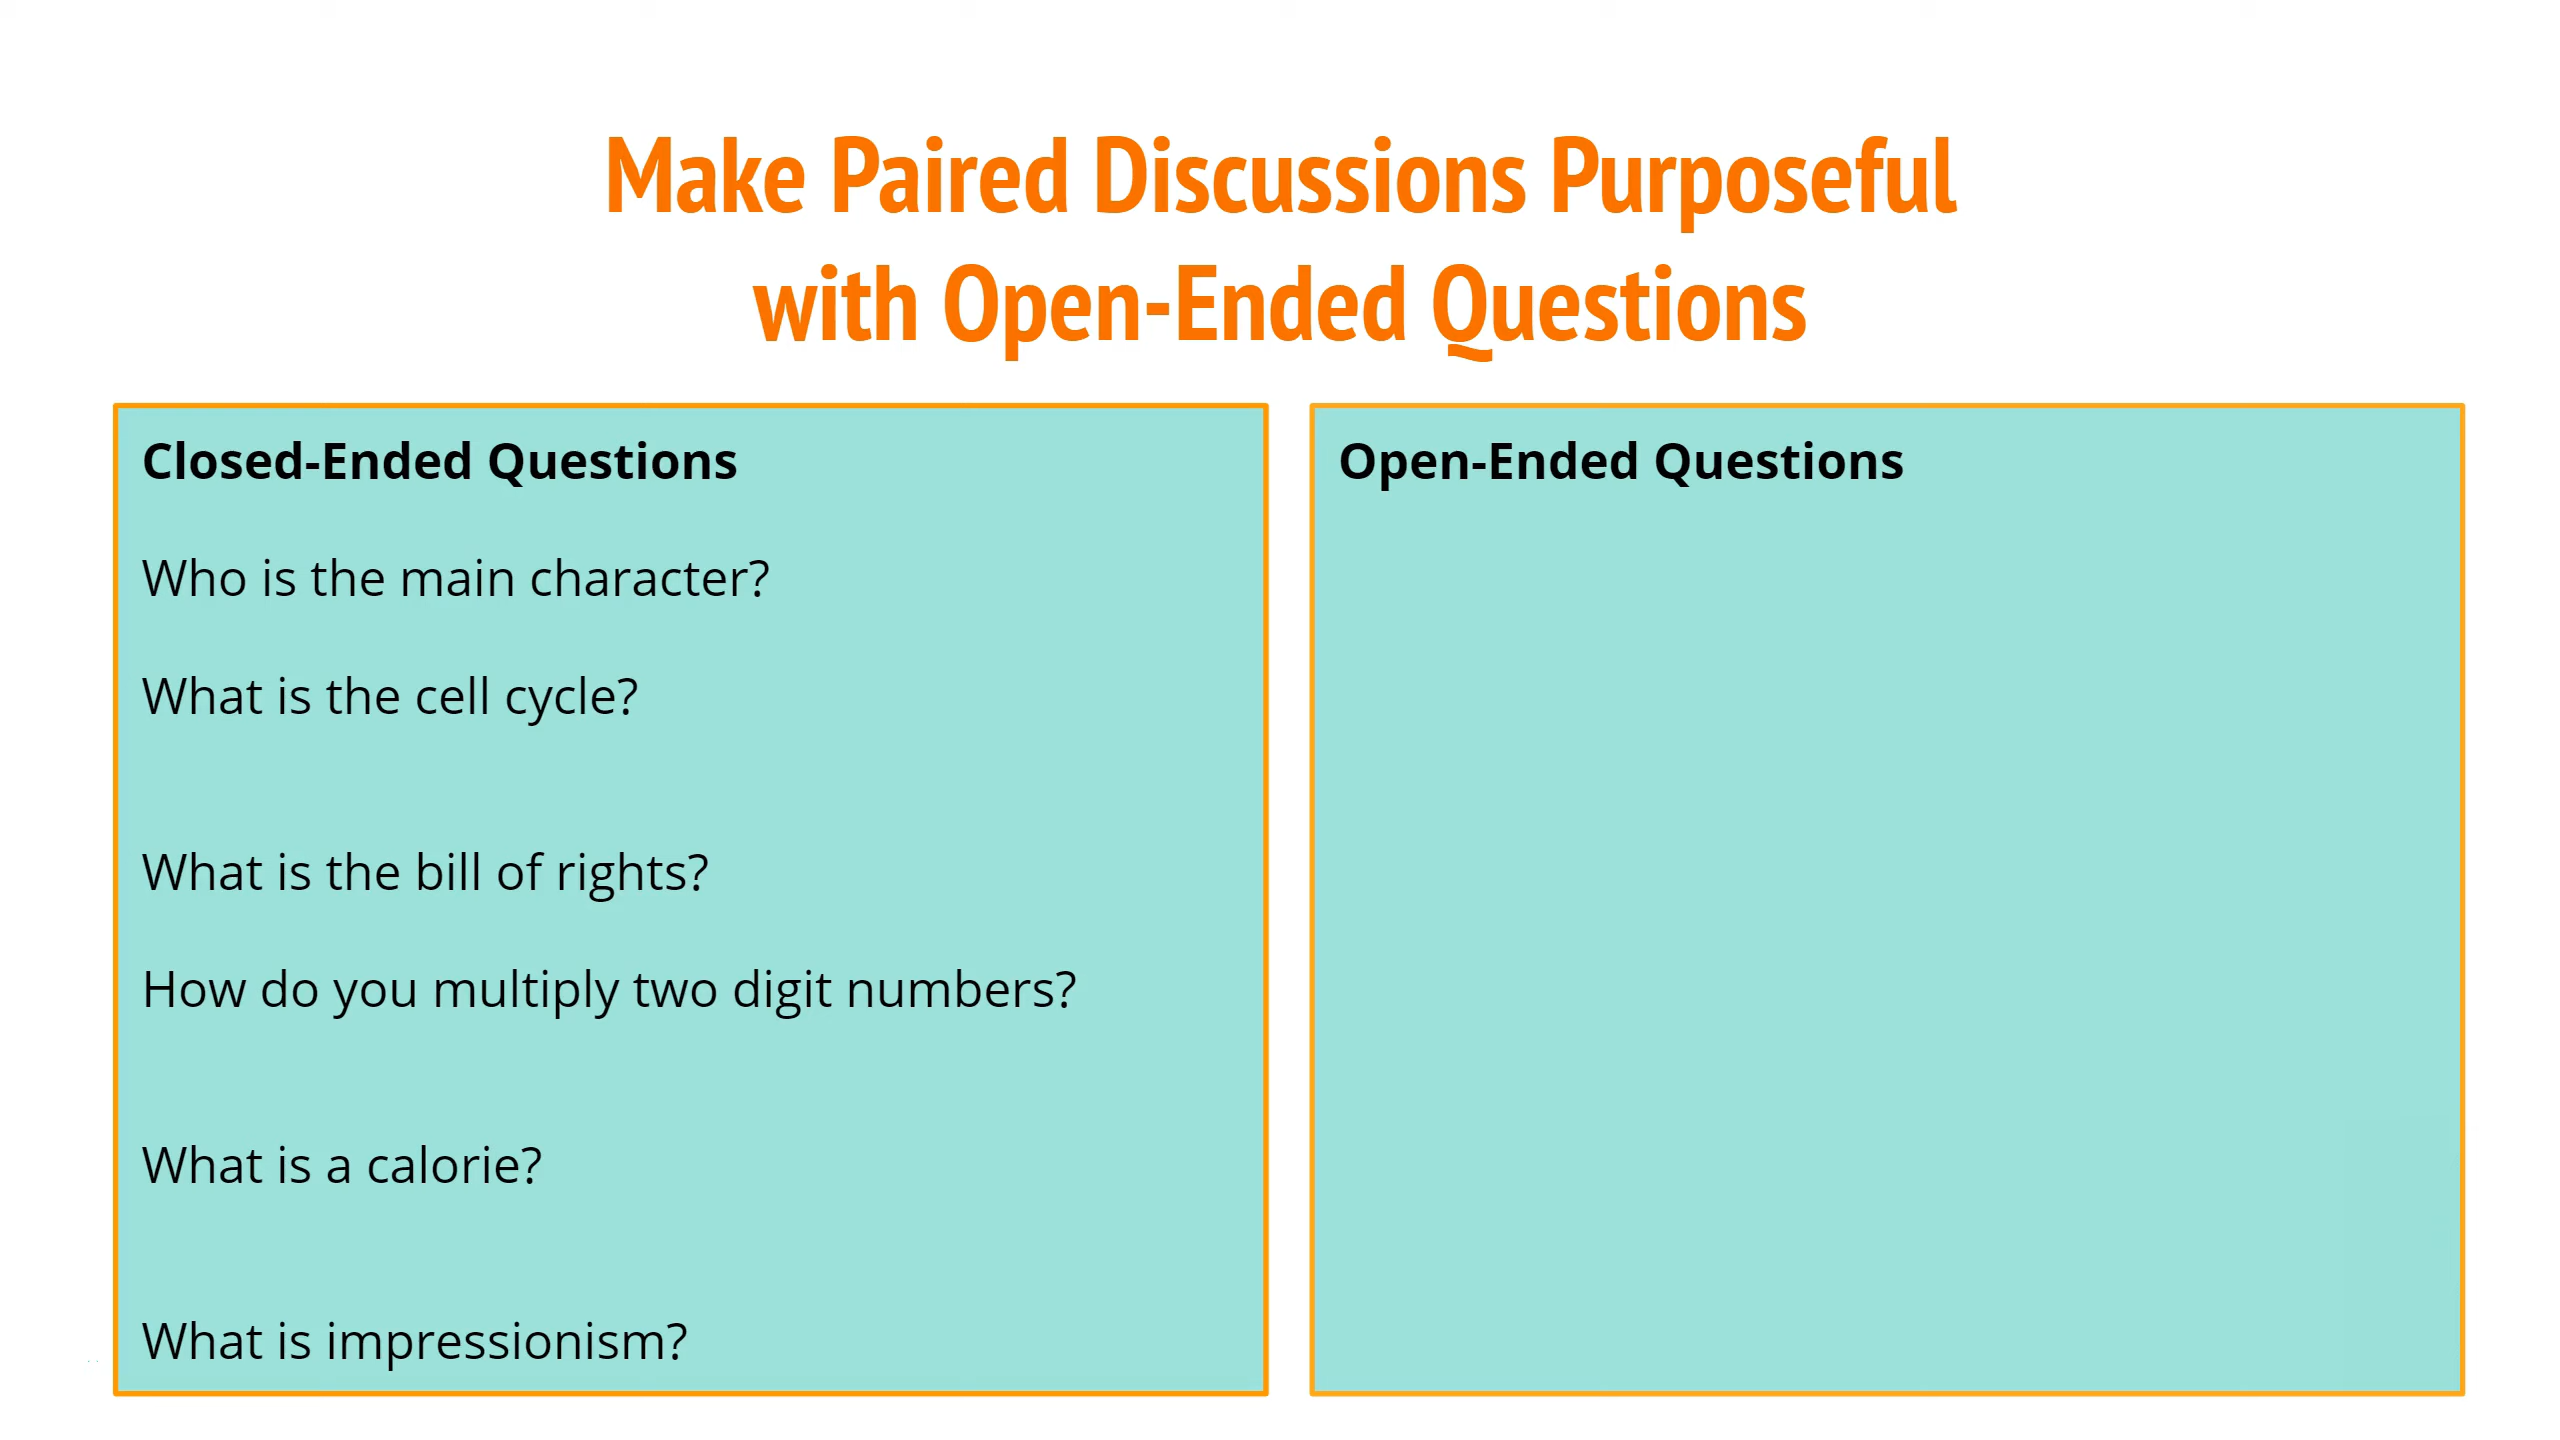 Make Paired Discussions Purposeful
with Open-Ended Questions
Closed-Ended Questions
Who is the main character?
What is the cell cycle?
What is the bill of rights?
How do you multiply two digit numbers?
What is a calorie?
What is impressionism?
Open-Ended Questions